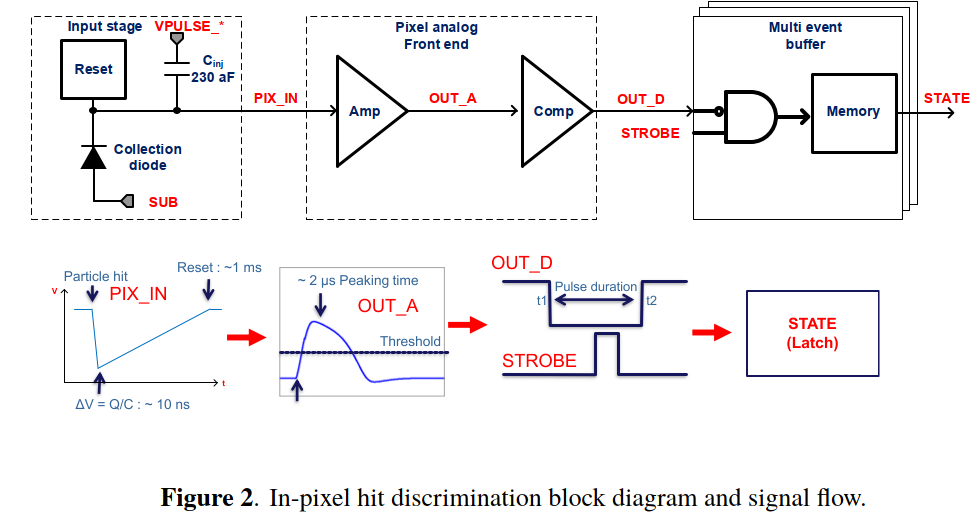 Input stage VPULSE_*
Pixel analog
Front end
Multi event
buffer
Reset
Cinj
230 aF
PIX_IN
Amp
OUT_A
Comp
OUT_D
STROBE
Memory
STATE
Collection
diode
SUB
Particle hit
Reset : ~1 ms
V
PIX_IN
t
ΔV = Q/C : ~ 10 ns
~ 2 µs Peaking time
OUT_A
Threshold
OUT_D
t1
Pulse duration
t2
STROBE
STATE
(Latch)
Figure 2. In-pixel hit discrimination block diagram and signal flow.